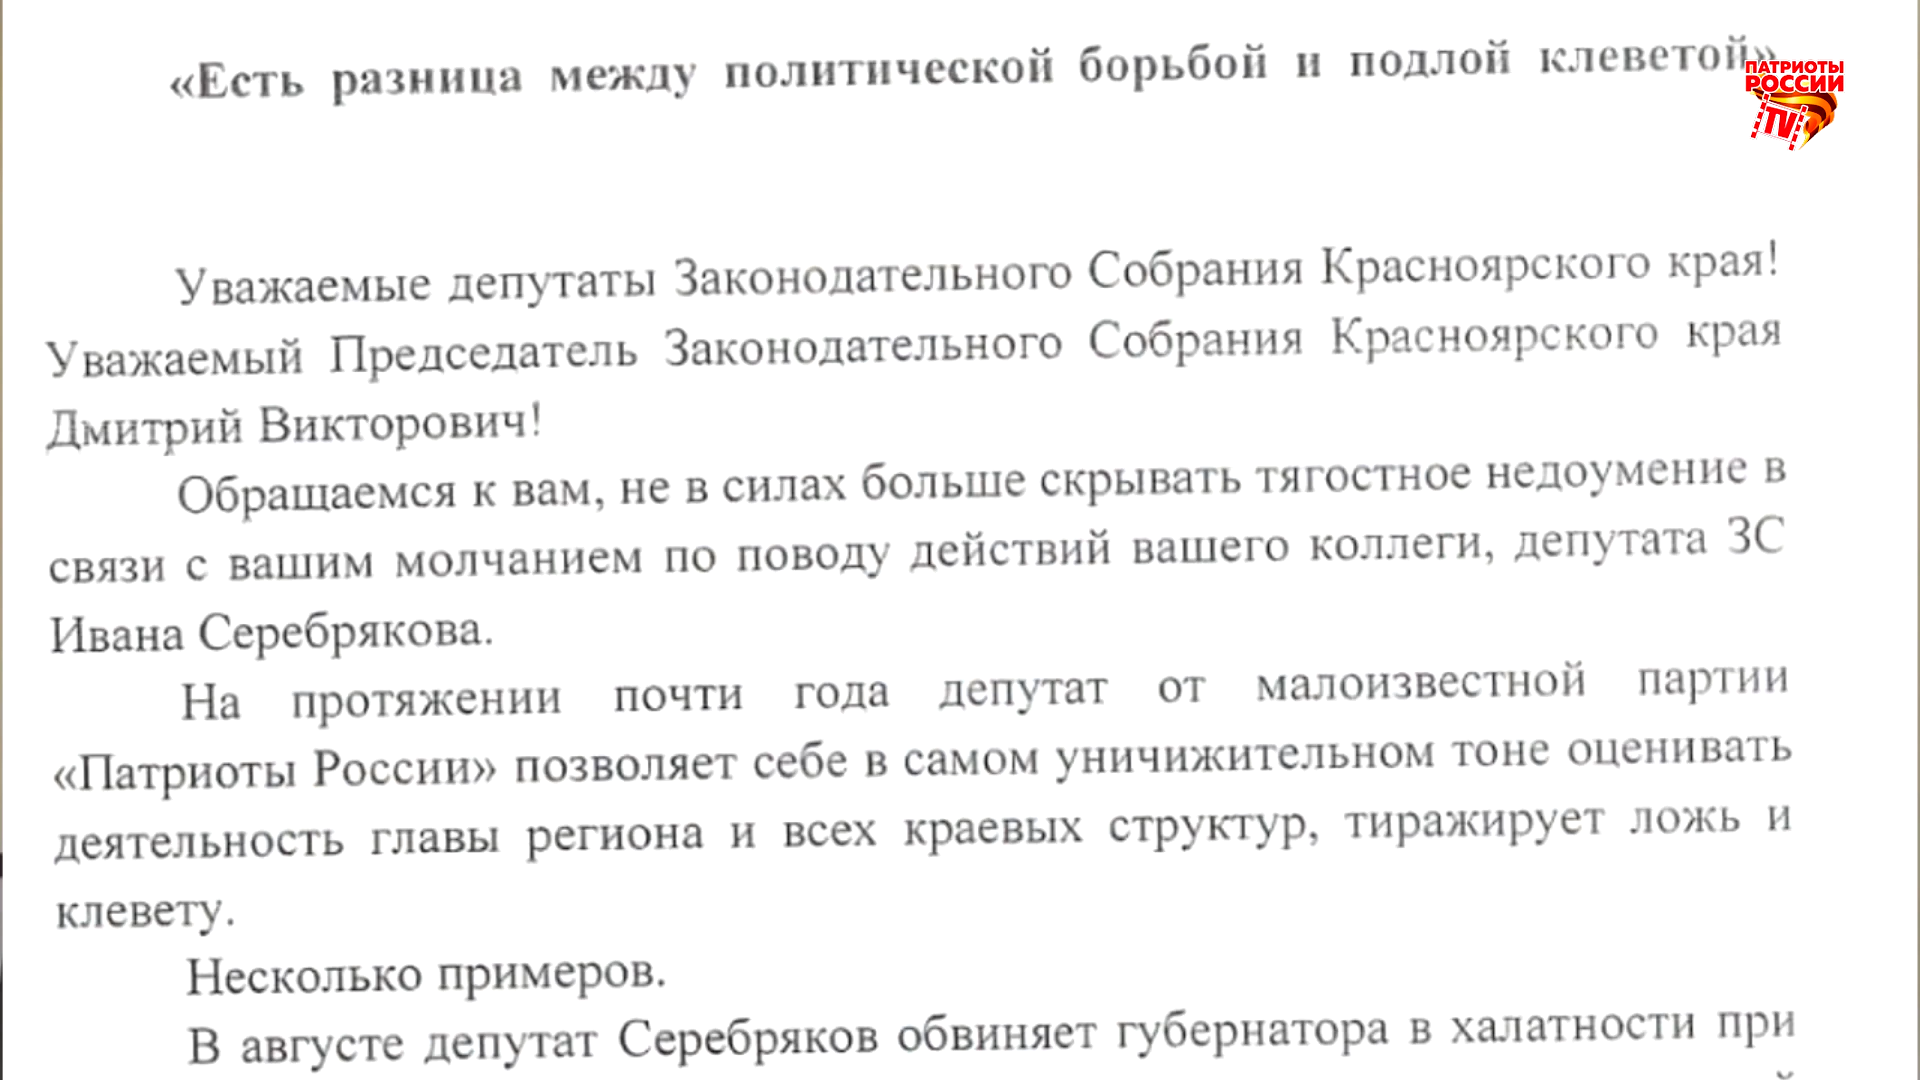 «Есть разница между политической борьбой и подлой клеветой»
ПАТРИОТЫ
РОССИИ
TV
Уважаемые депутаты Законодательного Собрания Красноярского края!
Уважаемый Председатель Законодательного Собрания Красноярского края
Дмитрий Викторович!
Обращаемся к вам, не в силах больше скрывать тягостное недоумение в
связи с вашим молчанием по поводу действий вашего коллеги, депутата ЗС
Ивана Серебрякова.
На протяжении почти года депутат от малоизвестной партии
«Патриоты России» позволяет себе в самом уничижительном тоне оценивать
деятельность главы региона и всех краевых структур, тиражирует ложь и
клевету.
Несколько примеров.
В августе депутат Серебряков обвиняет губернатора в халатности при